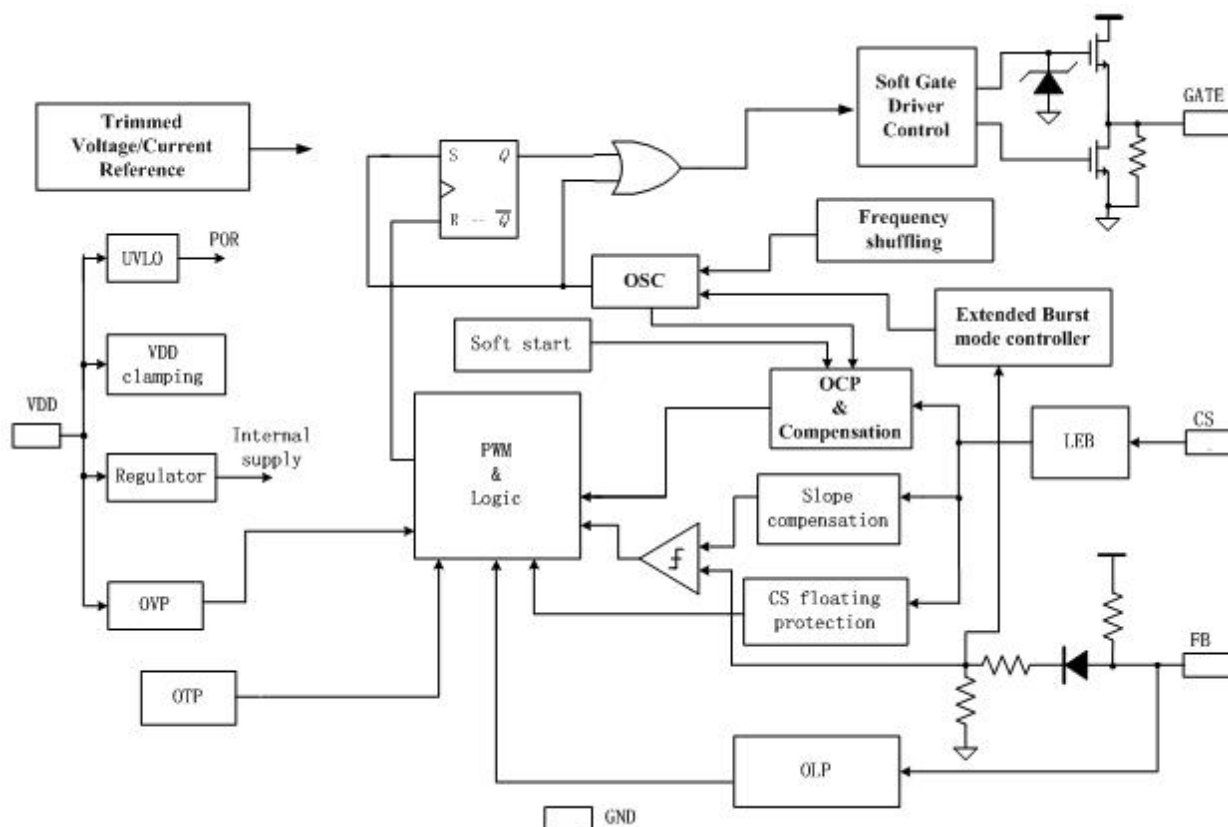 Soft Gate
Driver
Control
GATE
Trimmed
Voltage/Current
Reference
S Q
R -- Q̅
Frequency
shuffling
POR
UVLO
OSC
Extended Burst
mode controller
Soft start
VDD
clamping
OCP
&
Compensation
VDD
CS
LEB
Internal
supply
Regulator
PWM
&
Logic
Slope
compensation
OVP
CS floating
protection
FB
OTP
OLP
GND